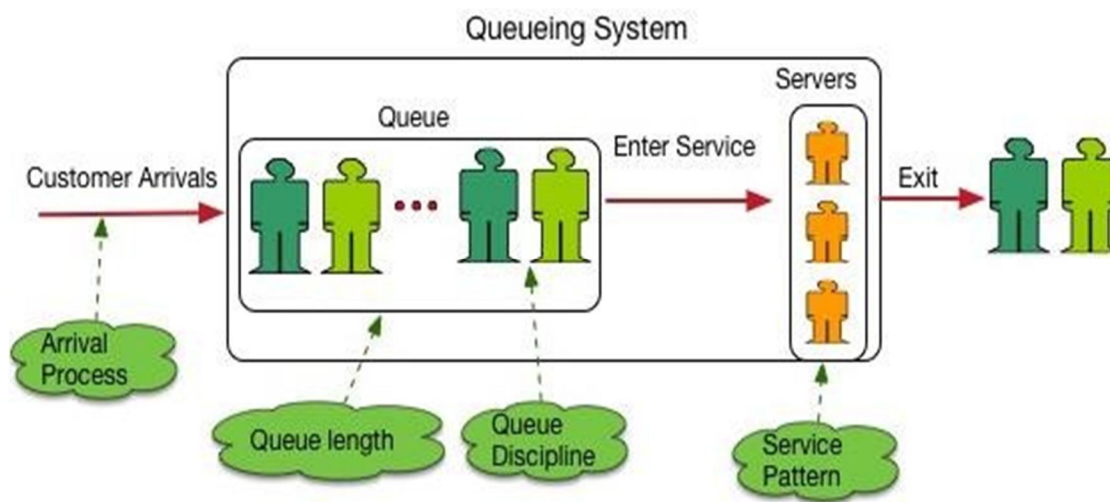 Queueing System
Servers
Queue
Enter Service
Customer Arrivals
Exit
Arrival
Process
Queue length
Queue
Discipline
Service
Pattern